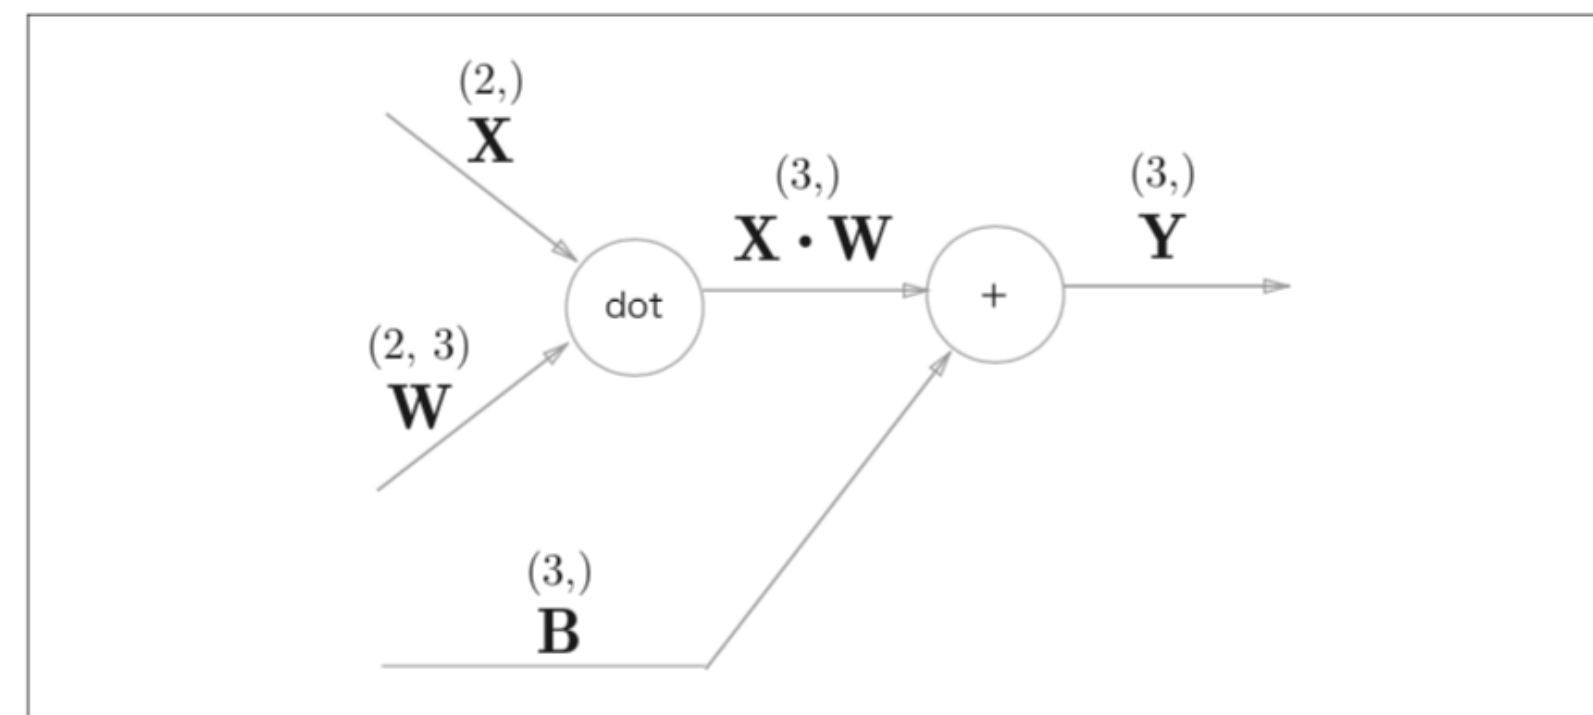 (2,)
X
(3,)
X · W
(3,)
Y
dot
+
(2, 3)
W
(3,)
B